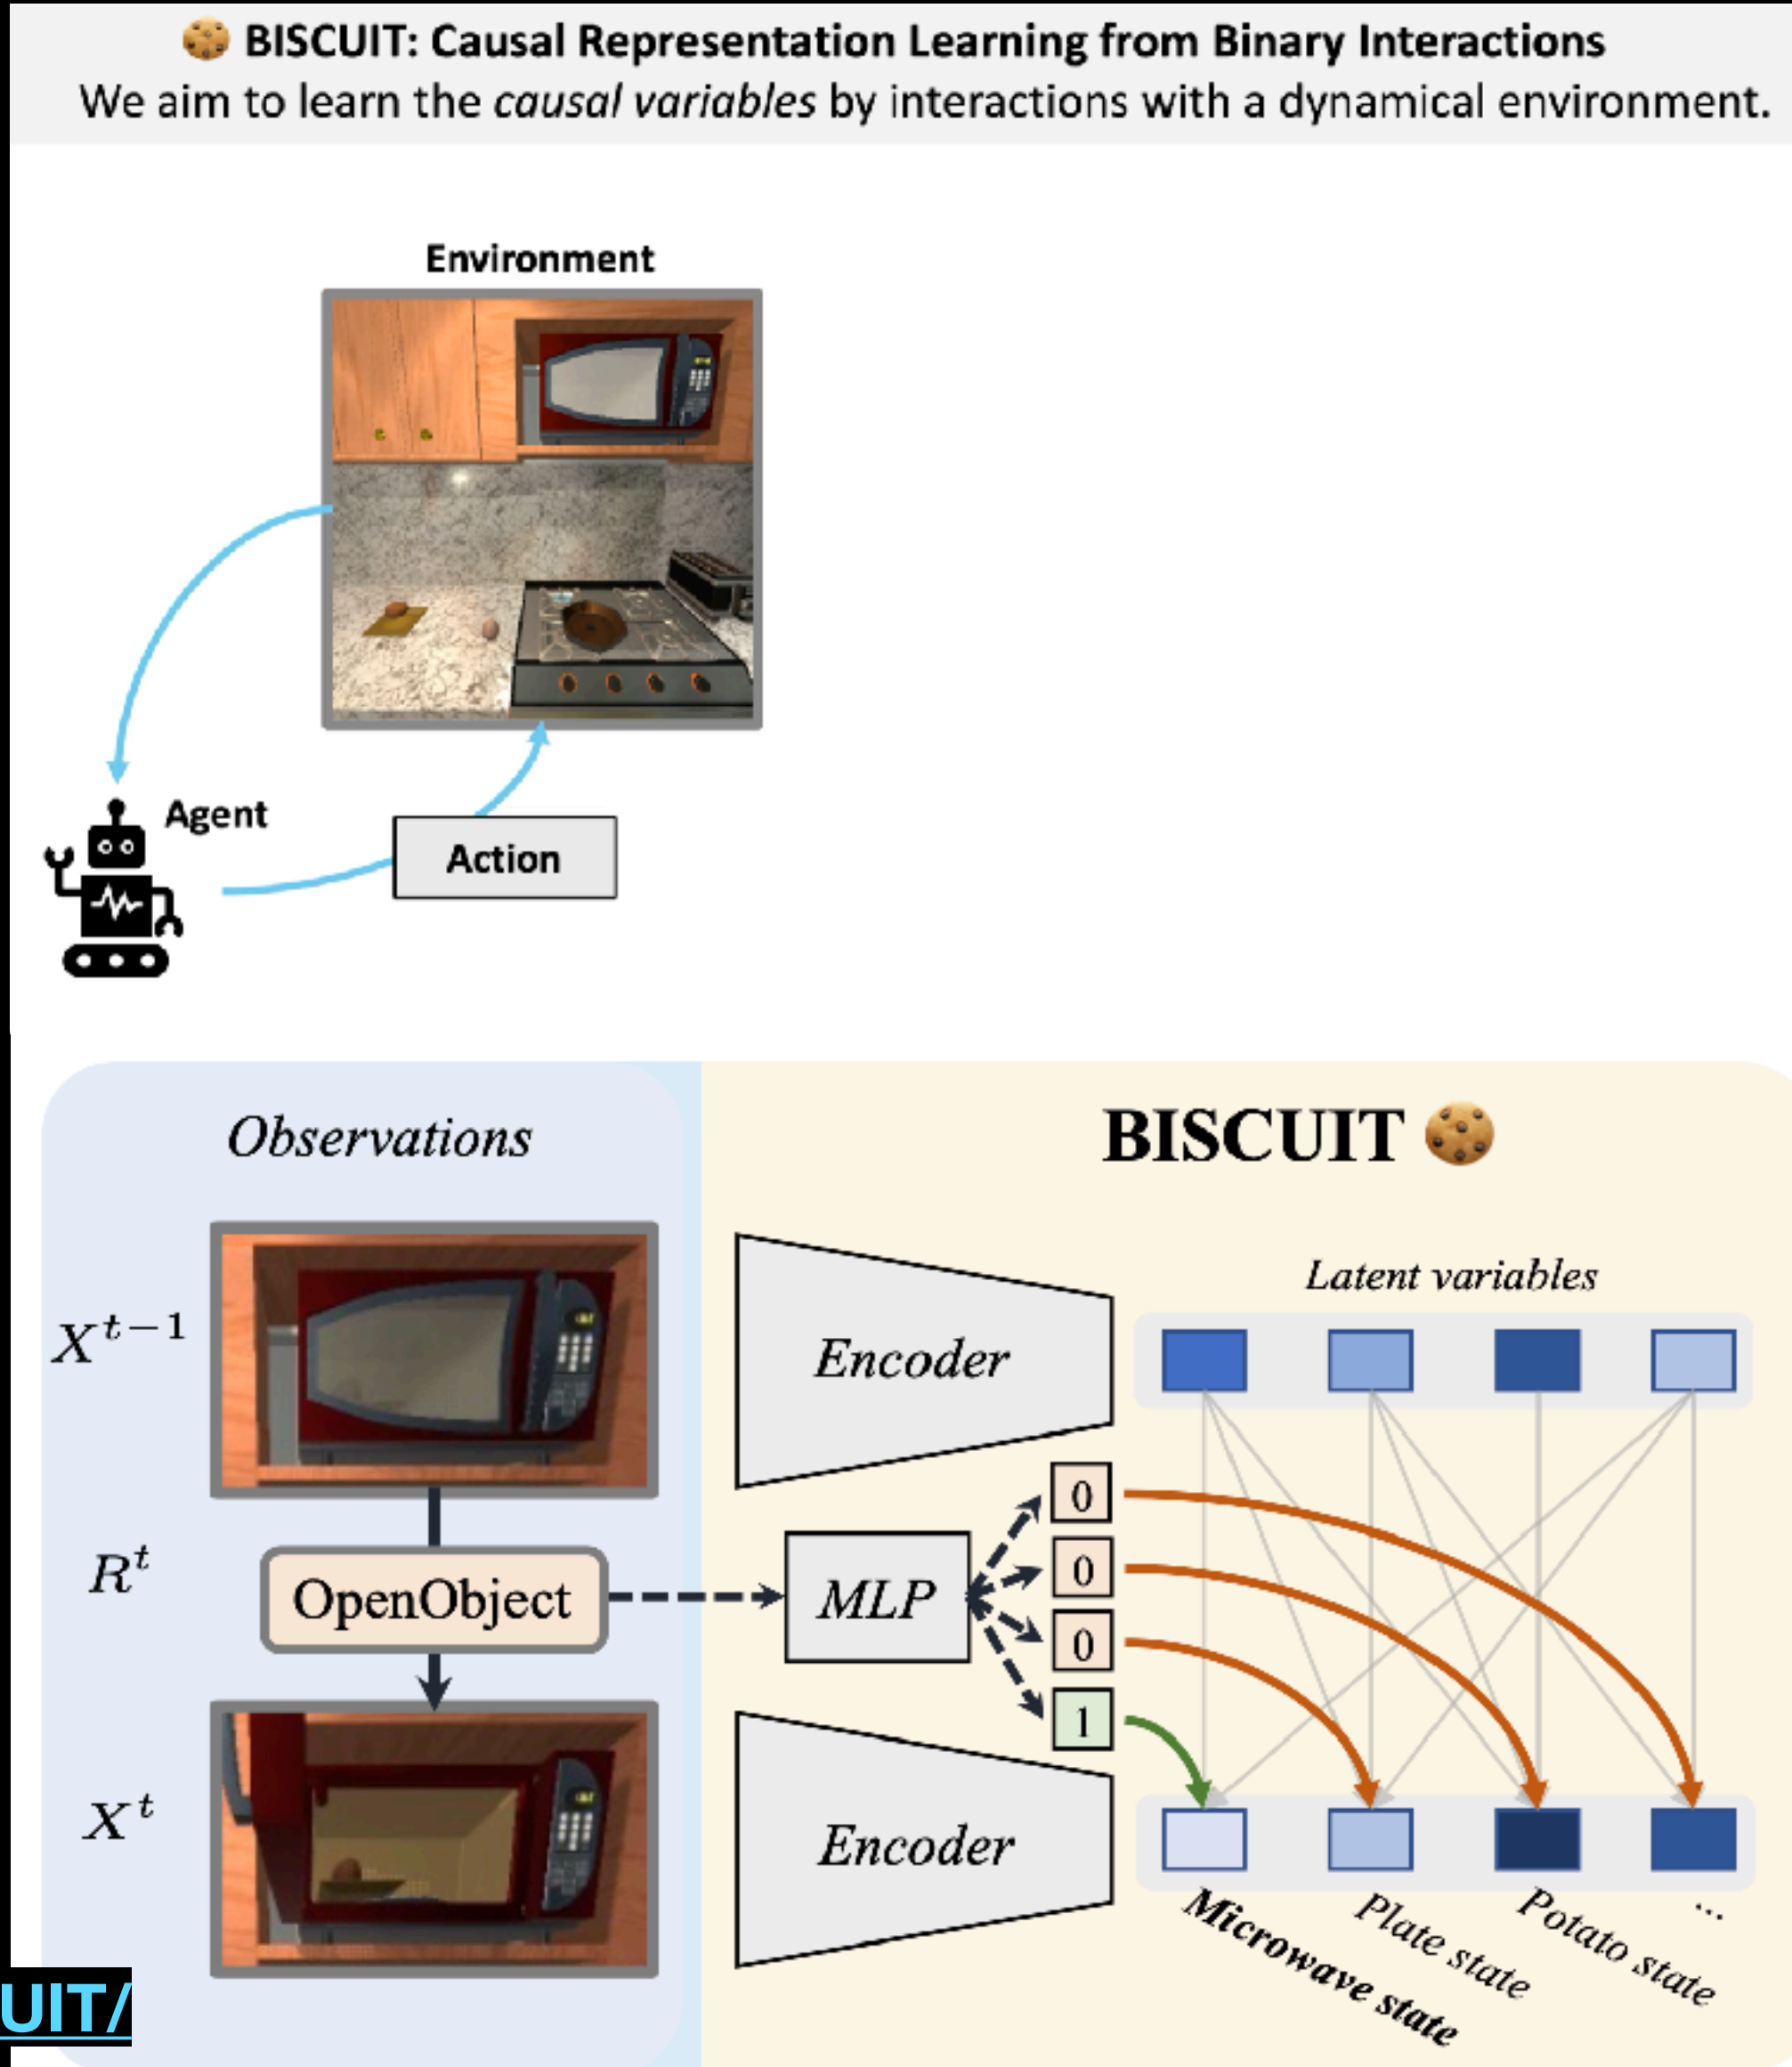 BISCUIT: Causal Representation Learning from Binary Interactions
We aim to learn the causal variables by interactions with a dynamical environment.
Environment
Agent
Action
Observations
BISCUIT
Latent variables
X^{t-1}
Encoder
0
0
0
1
R^t
OpenObject
MLP
X^t
Encoder
Microwave state
Plate state
Potato state
...
UIT/